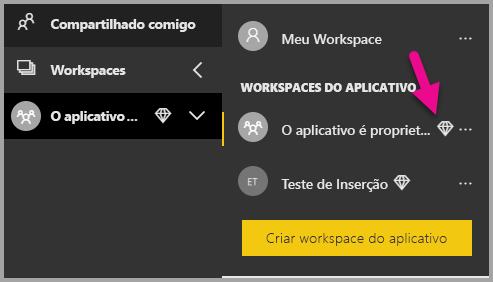 Compartilhado comigo
Workspaces
O aplicativo ...
Meu Workspace
WORKSPACES DO APLICATIVO
O aplicativo é propriet...
ET
Teste de Inserção
Criar workspace do aplicativo